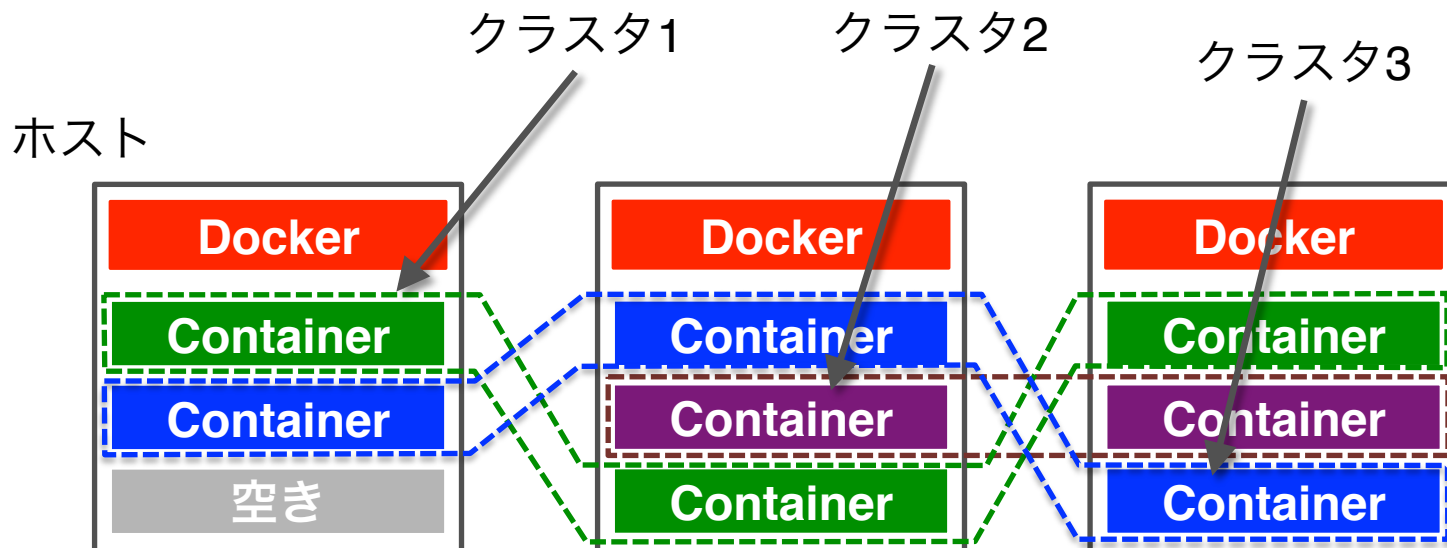 クラスタ1
クラスタ2
クラスタ3
ホスト
Docker
Docker
Docker
Container
Container
Container
Container
Container
Container
空き
Container
Container